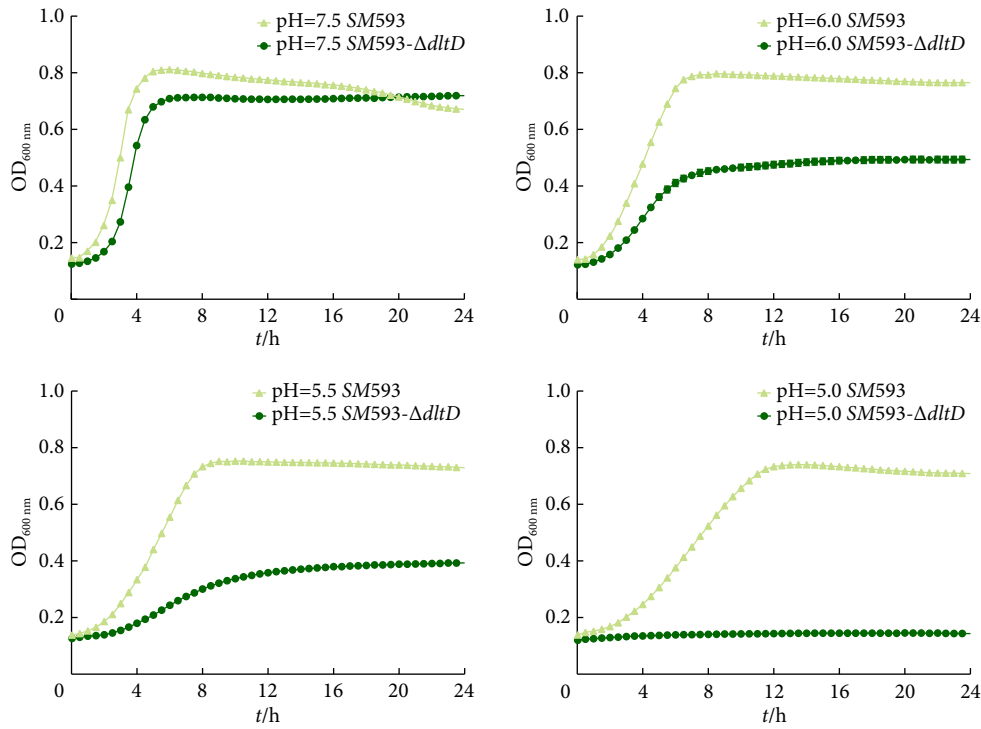 1.0
0.8
0.6
0.4
0.2
0
OD600 nm
pH=7.5 SM593
pH=7.5 SM593-ΔdltD
4 8 12 16 20 24
t/h
1.0
0.8
0.6
0.4
0.2
0
OD600 nm
pH=6.0 SM593
pH=6.0 SM593-ΔdltD
4 8 12 16 20 24
t/h
1.0
0.8
0.6
0.4
0.2
0
OD600 nm
pH=5.5 SM593
pH=5.5 SM593-ΔdltD
4 8 12 16 20 24
t/h
1.0
0.8
0.6
0.4
0.2
0
OD600 nm
pH=5.0 SM593
pH=5.0 SM593-ΔdltD
4 8 12 16 20 24
t/h